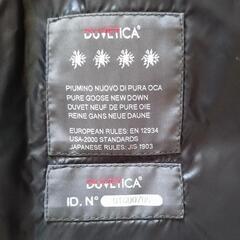 DUVETICA®
PIUMINO NUOVO DI PURA OCA
PURE GOOSE NEW DOWN
DUVET NEUF DE PURE OIE
REINE GANS NEUE DAUNE
EUROPEAN RULES: EN 12934
USA-2000 STANDARDS
JAPANESE RULES: JIS 1903
DUVETICA®
ID. N°